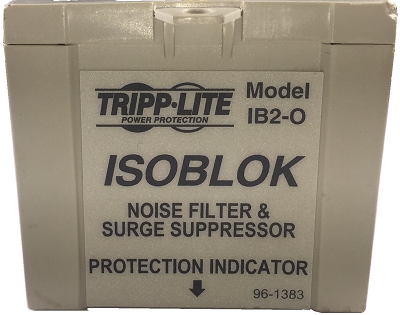 TRIPP·LITE Model
POWER PROTECTION IB2-O
ISOBLOK
NOISE FILTER &
SURGE SUPPRESSOR
PROTECTION INDICATOR
96-1383